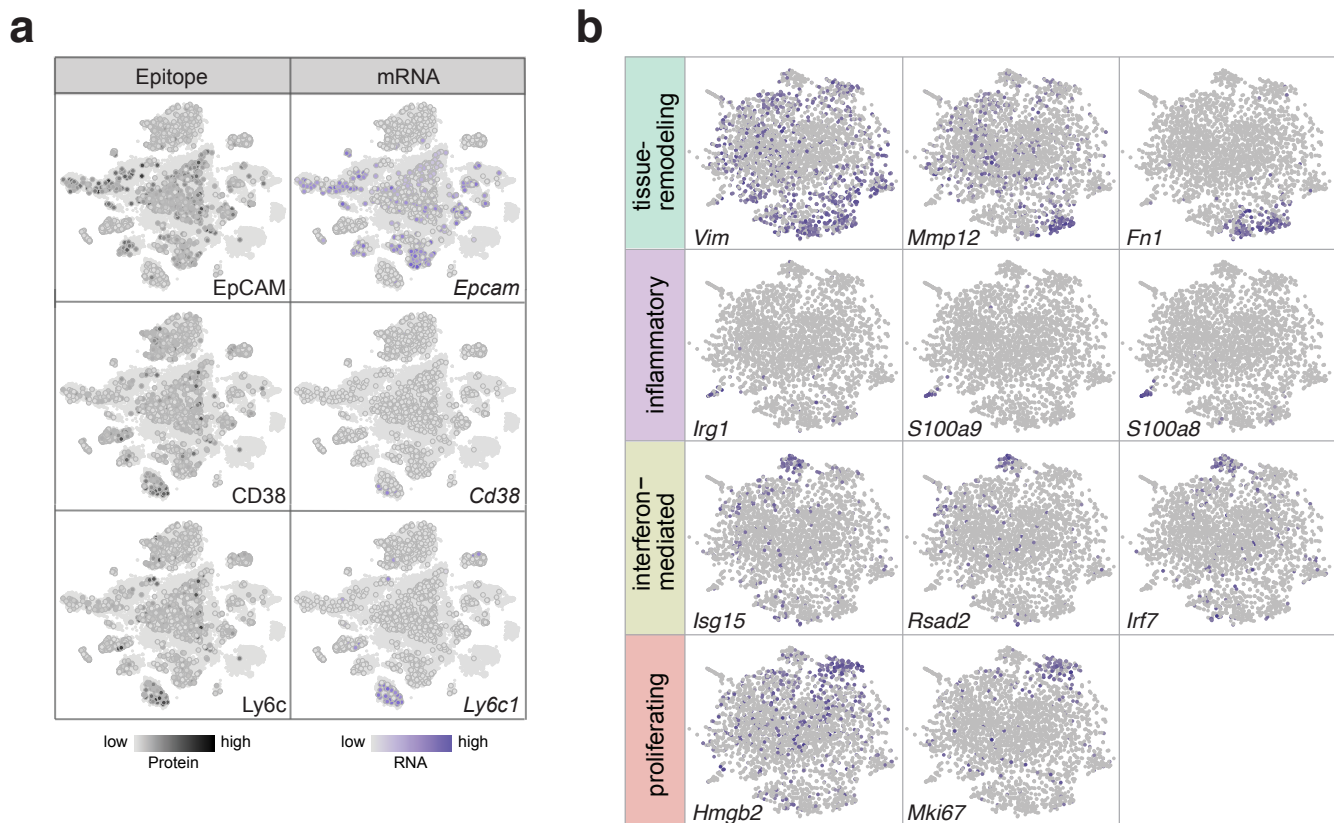 a
Epitope
mRNA
EpCAM
Epcam
CD38
Cd38
Ly6c
Ly6c1
low
high
Protein
low
high
RNA
b
tissue-
remodeling
Vim
Mmp12
Fn1
inflammatory
Irg1
S100a9
S100a8
interferon–
mediated
Isg15
Rsad2
Irf7
proliferating
Hmgb2
Mki67